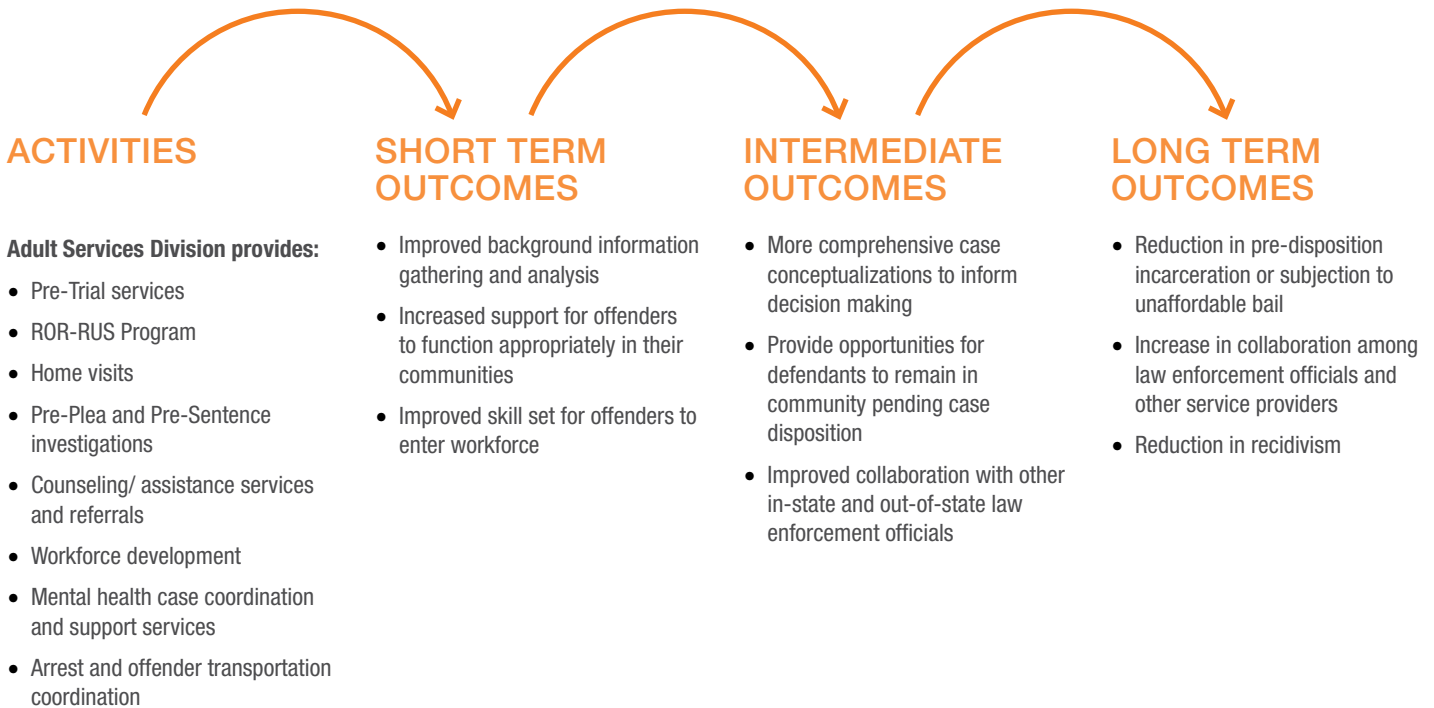 ACTIVITIES
Adult Services Division provides:
• Pre-Trial services
• ROR-RUS Program
• Home visits
• Pre-Plea and Pre-Sentence
investigations
• Counseling/ assistance services
and referrals
• Workforce development
• Mental health case coordination
and support services
• Arrest and offender transportation
coordination
SHORT TERM
OUTCOMES
• Improved background information
gathering and analysis
• Increased support for offenders
to function appropriately in their
communities
• Improved skill set for offenders to
enter workforce
INTERMEDIATE
OUTCOMES
• More comprehensive case
conceptualizations to inform
decision making
• Provide opportunities for
defendants to remain in
community pending case
disposition
• Improved collaboration with other
in-state and out-of-state law
enforcement officials
LONG TERM
OUTCOMES
• Reduction in pre-disposition
incarceration or subjection to
unaffordable bail
• Increase in collaboration among
law enforcement officials and
other service providers
• Reduction in recidivism